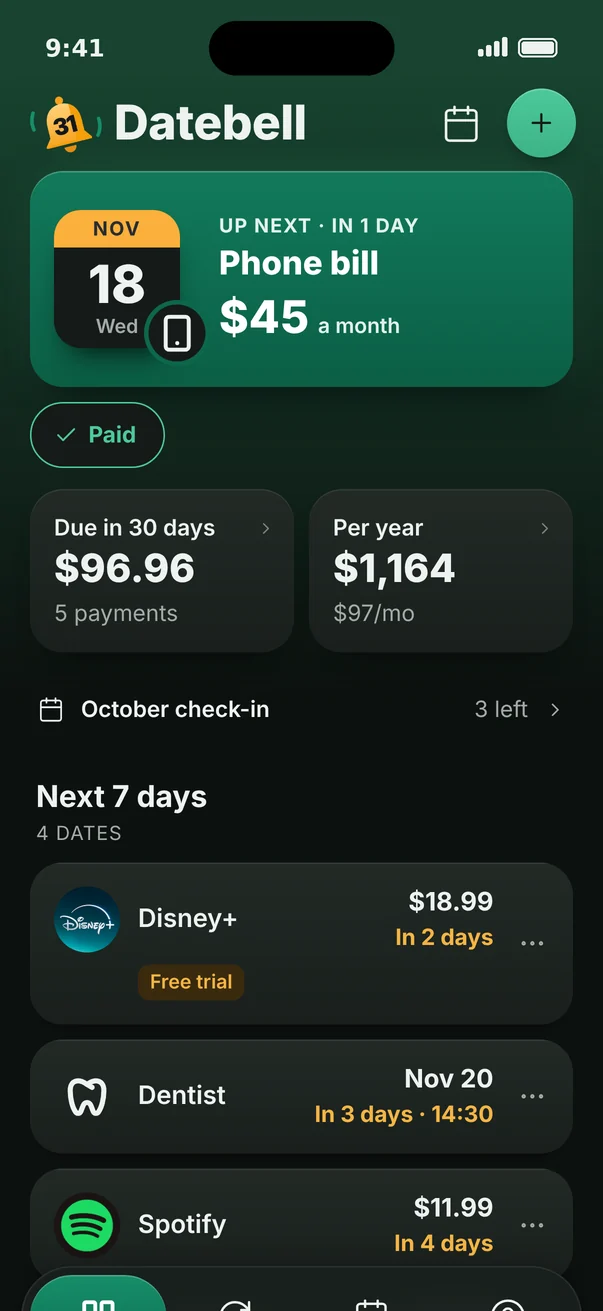 9:41
31
Datebell
NOV
18
Wed
UP NEXT · IN 1 DAY
Phone bill
$45 a month
Paid
Due in 30 days
$96.96
5 payments
Per year
$1,164
$97/mo
October check-in
3 left
Next 7 days
4 DATES
Disney+
Disney+
$18.99
In 2 days
Free trial
Dentist
Nov 20
In 3 days · 14:30
Spotify
$11.99
In 4 days